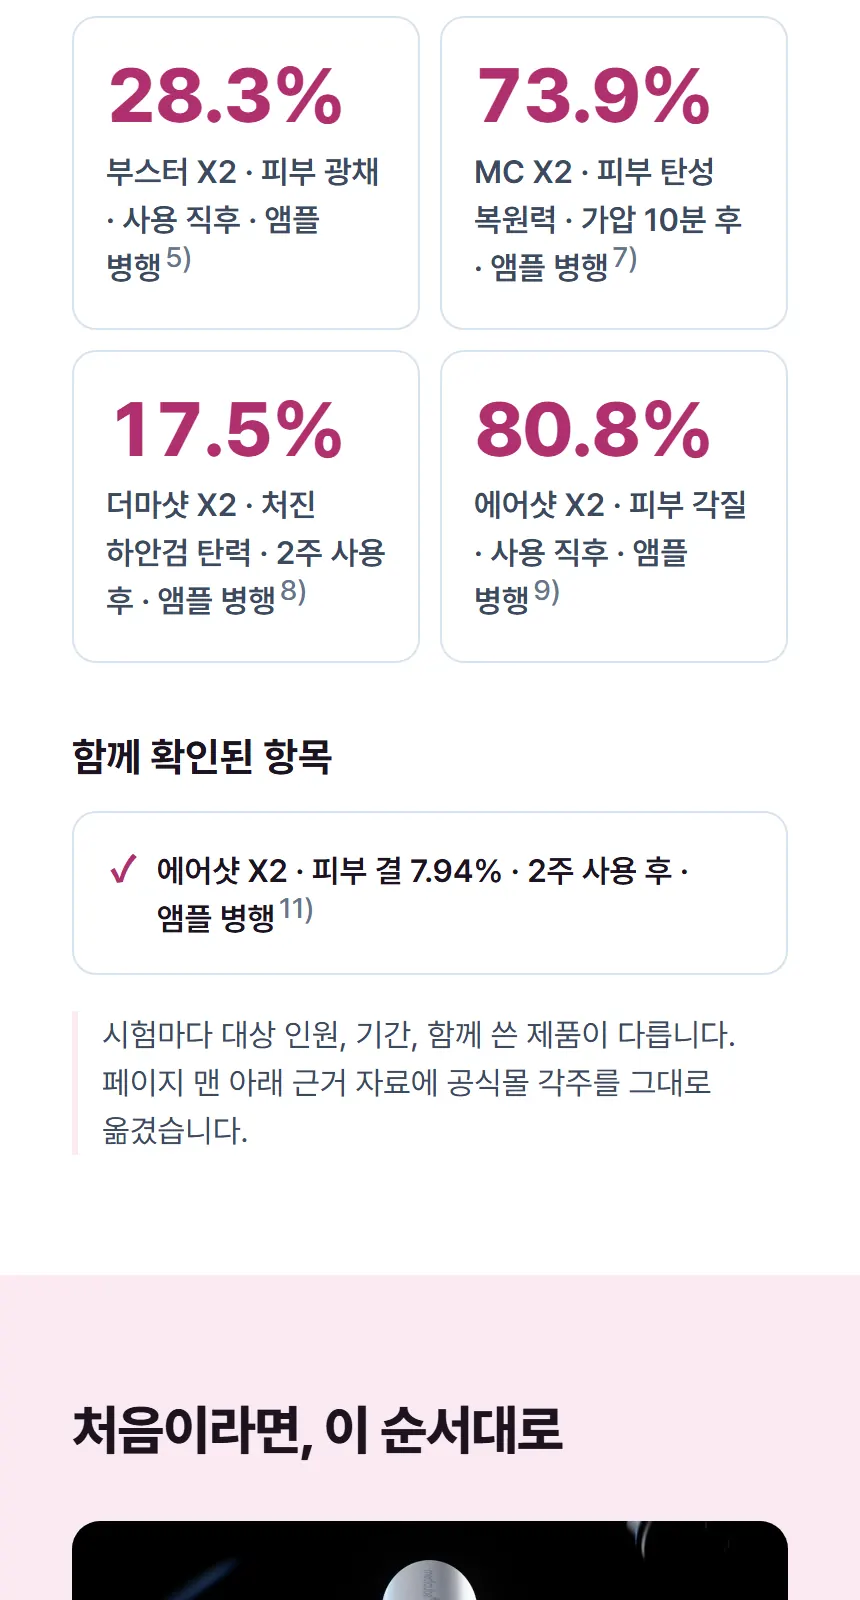 28.3%
부스터 X2 · 피부 광채
· 사용 직후 · 앰플
병행 5)
73.9%
MC X2 · 피부 탄성
복원력 · 가압 10분 후
· 앰플 병행 7)
17.5%
더마샷 X2 · 처진
하안검 탄력 · 2주 사용
후 · 앰플 병행 8)
80.8%
에어샷 X2 · 피부 각질
· 사용 직후 · 앰플
병행 9)
함께 확인된 항목
✓ 에어샷 X2 · 피부 결 7.94% · 2주 사용 후 ·
앰플 병행 11)
시험마다 대상 인원, 기간, 함께 쓴 제품이 다릅니다.
페이지 맨 아래 근거 자료에 공식몰 각주를 그대로
옮겼습니다.
처음이라면, 이 순서대로